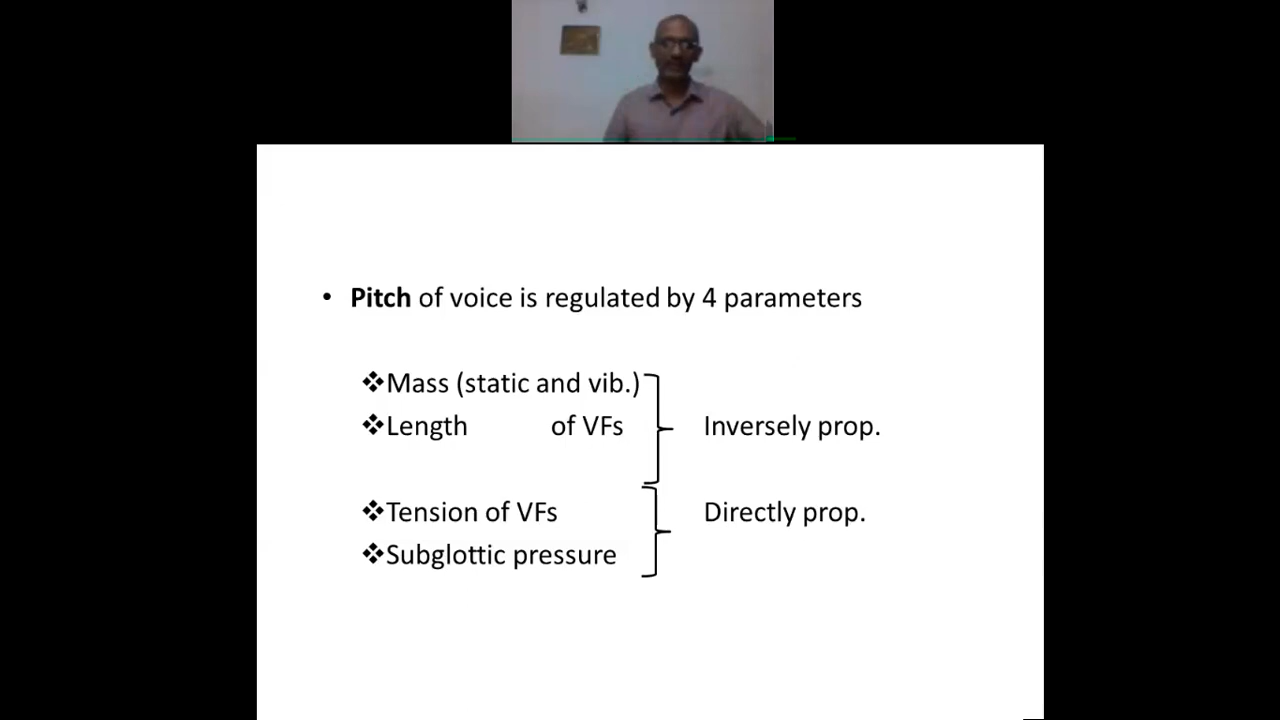 • Pitch of voice is regulated by 4 parameters
❖Mass (static and vib.)
❖Length of VFs Inversely prop.
❖Tension of VFs Directly prop.
❖Subglottic pressure